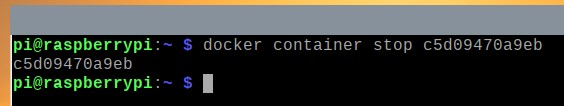 pi@raspberrypi:~ $ docker container stop c5d09470a9eb
c5d09470a9eb
pi@raspberrypi:~ $